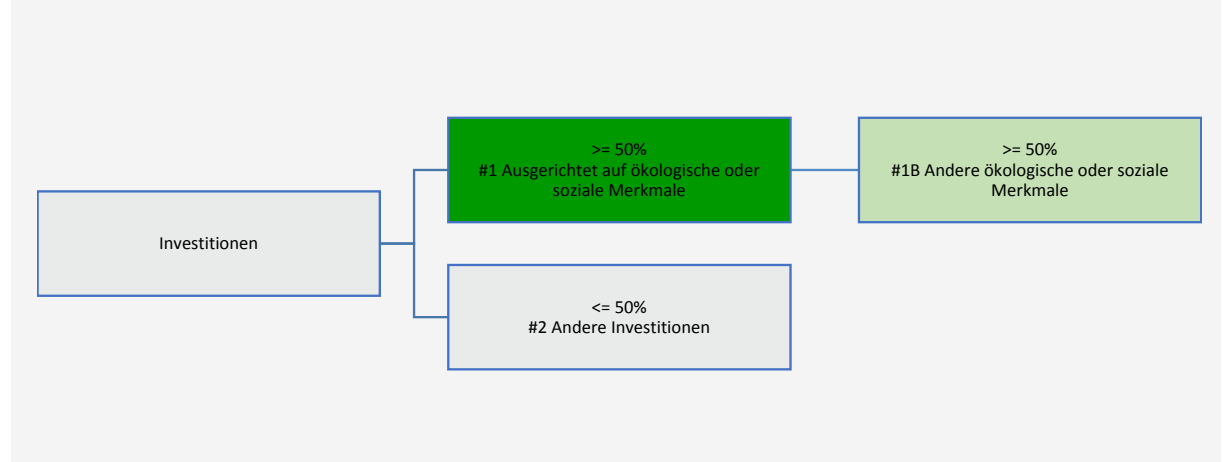 Investitionen
>= 50%
#1 Ausgerichtet auf ökologische oder
soziale Merkmale
>= 50%
#1B Andere ökologische oder soziale
Merkmale
<= 50%
#2 Andere Investitionen